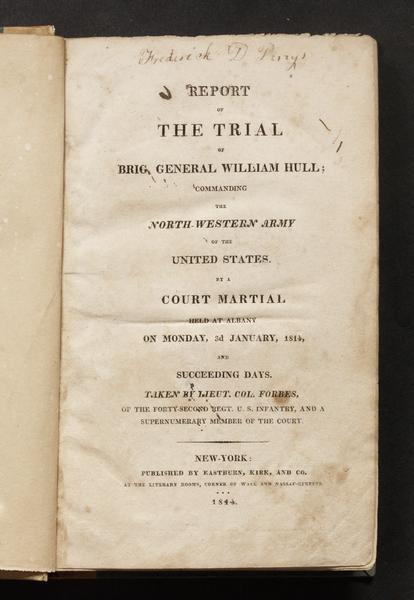 Frederick D Perry's
REPORT
OF
THE TRIAL
OF
BRIG. GENERAL WILLIAM HULL;
COMMANDING
THE
NORTH-WESTERN ARMY
OF THE
UNITED STATES.
BY A
COURT MARTIAL
HELD AT ALBANY
ON MONDAY, 3d JANUARY, 1814,
AND
SUCCEEDING DAYS.
TAKEN BY LIEUT. COL. FORBES,
OF THE FORTY-SECOND REGT. U. S. INFANTRY, AND A
SUPERNUMERARY MEMBER OF THE COURT
NEW-YORK:
PUBLISHED BY EASTBURN, KIRK, AND CO.
AT THE LITERARY ROOMS, CORNER OF WALL AND NASSAU-STREETS.
1814.